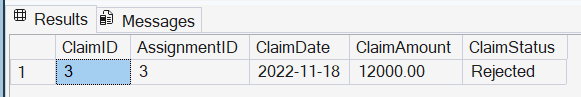 Results Messages
ClaimID AssignmentID ClaimDate ClaimAmount ClaimStatus
1 3 3 2022-11-18 12000.00 Rejected